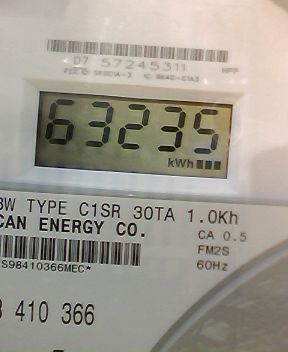 07 57245311
63235
kWh
3W TYPE C1SR 30TA 1.0Kh
CAN ENERGY CO. CA 0.5
FM2S
60Hz
S98410366MEC*
410 366